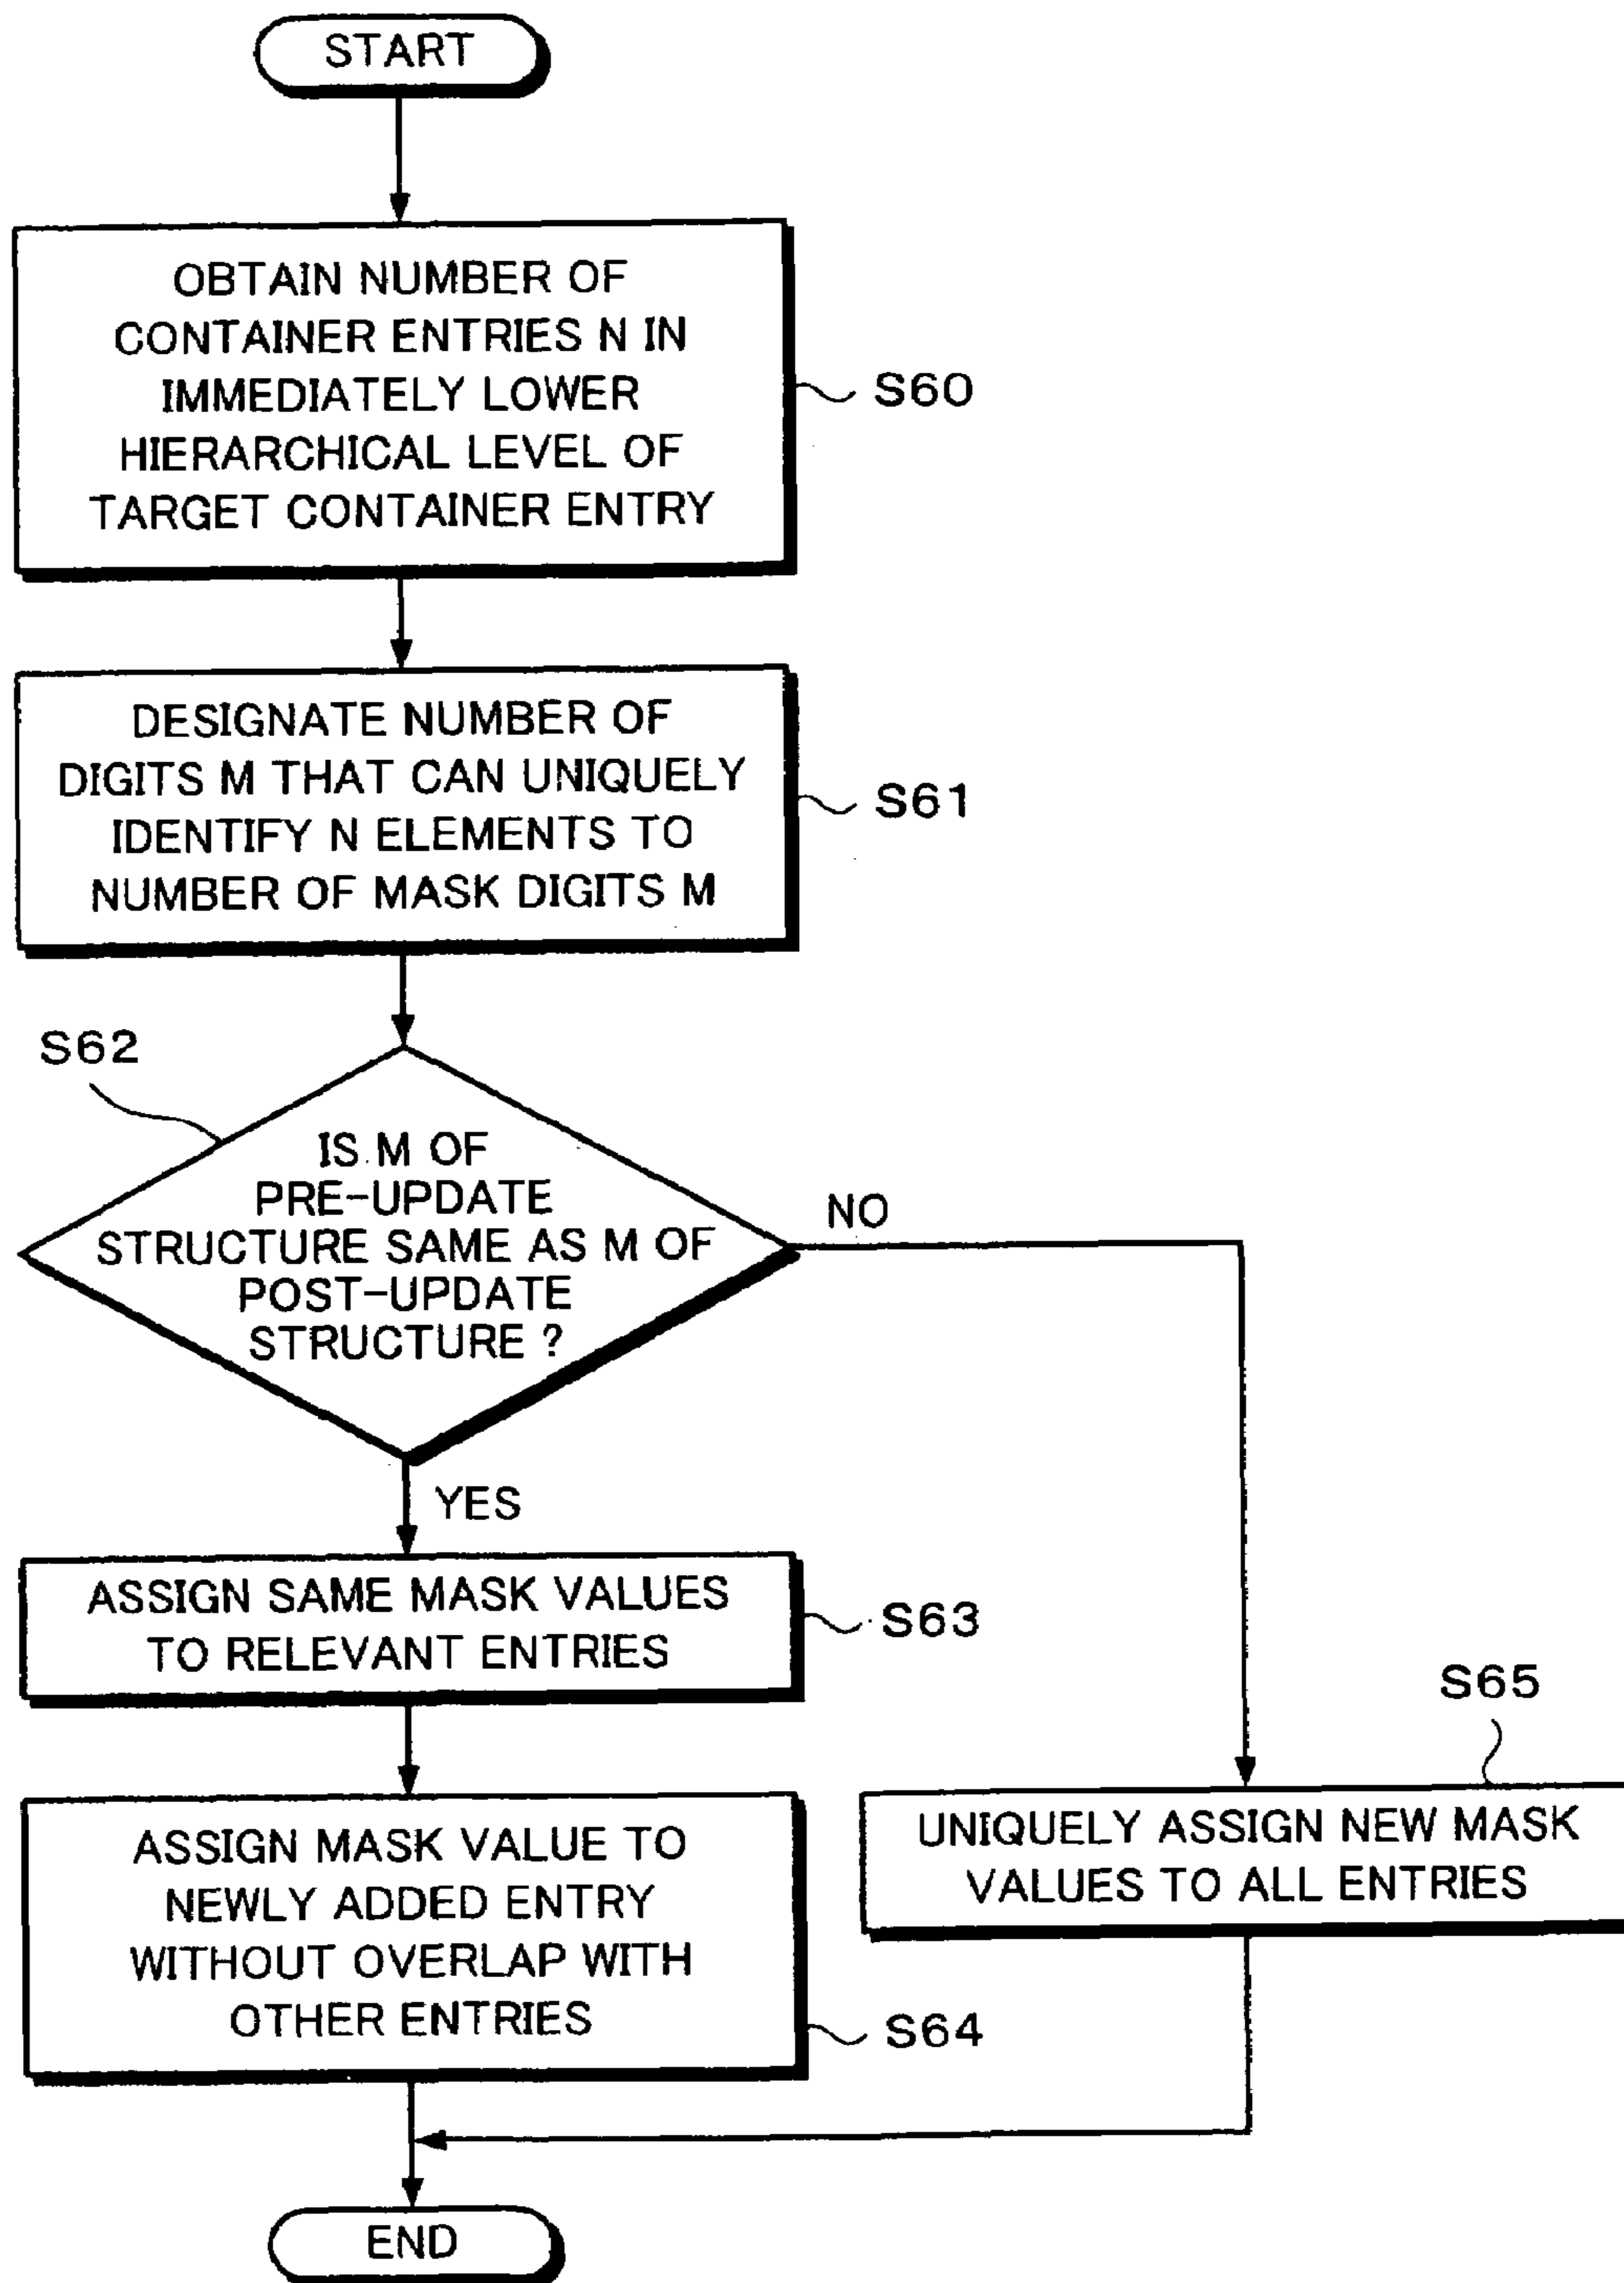 START
OBTAIN NUMBER OF
CONTAINER ENTRIES N IN
IMMEDIATELY LOWER
HIERARCHICAL LEVEL OF
TARGET CONTAINER ENTRY
S60
DESIGNATE NUMBER OF
DIGITS M THAT CAN UNIQUELY
IDENTIFY N ELEMENTS TO
NUMBER OF MASK DIGITS M
S61
S62
IS M OF
PRE-UPDATE
STRUCTURE SAME AS M OF
POST-UPDATE
STRUCTURE ?
NO
YES
ASSIGN SAME MASK VALUES
TO RELEVANT ENTRIES
S63
ASSIGN MASK VALUE TO
NEWLY ADDED ENTRY
WITHOUT OVERLAP WITH
OTHER ENTRIES
S64
S65
UNIQUELY ASSIGN NEW MASK
VALUES TO ALL ENTRIES
END